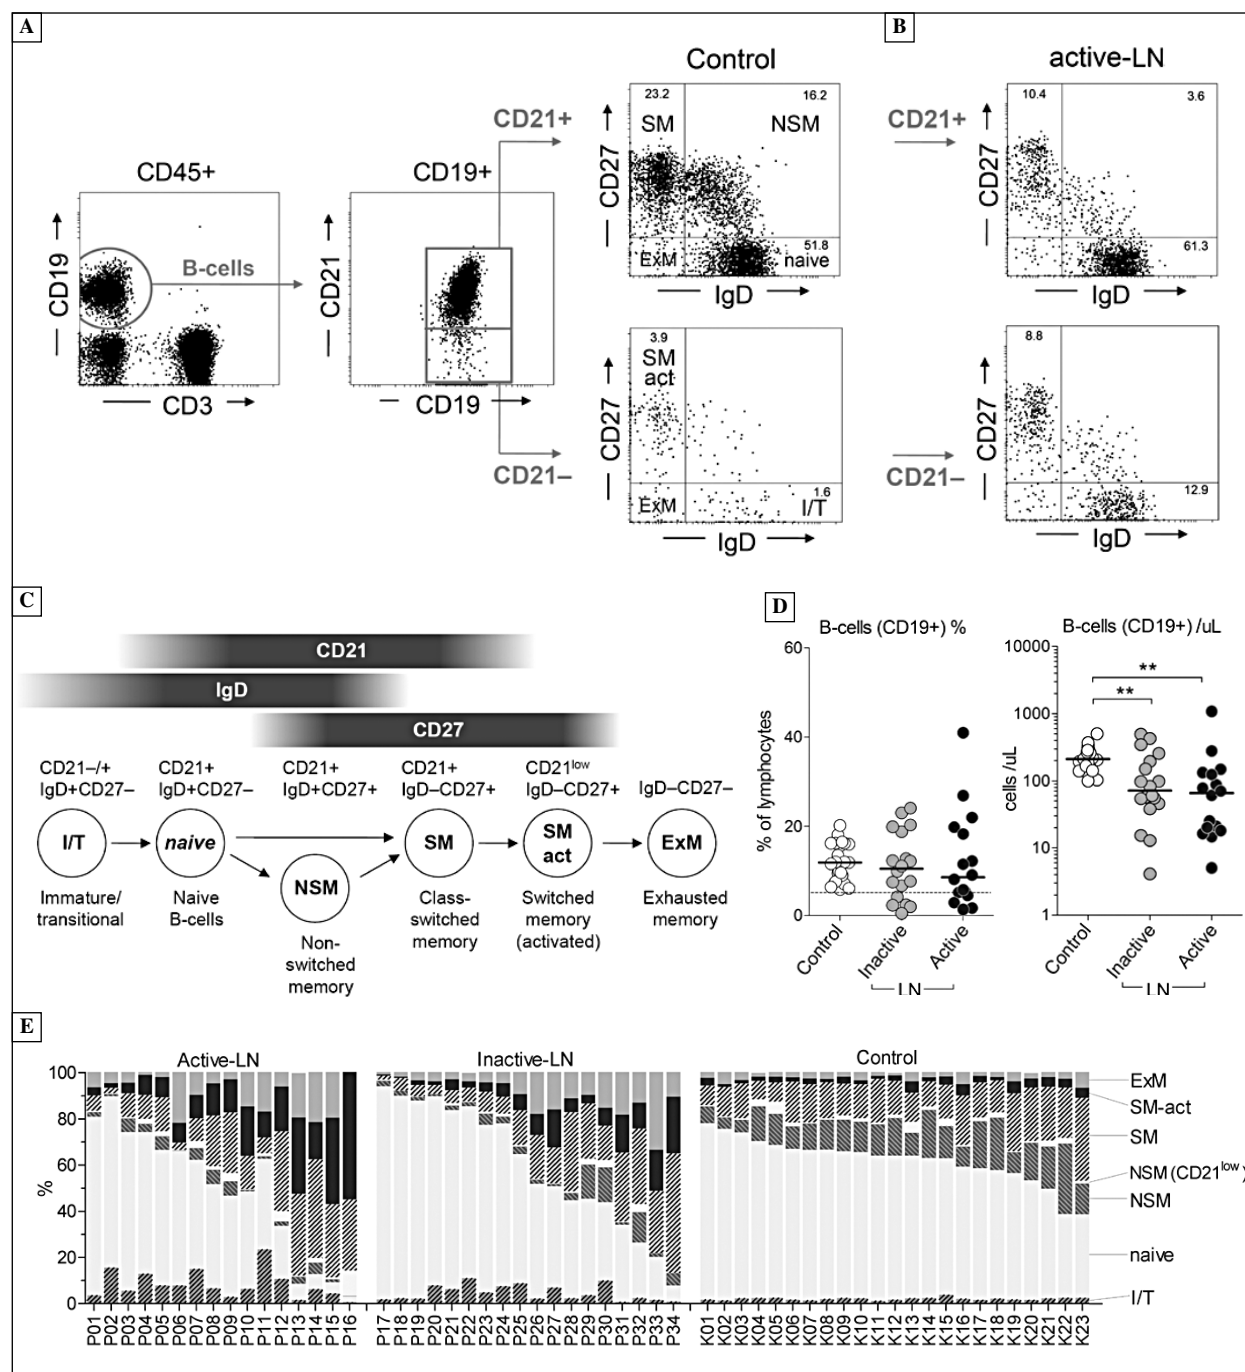 A
B
Control
active-LN
CD45+
CD19+
CD21+
CD21–
CD19
CD3
B-cells
CD21
CD19
23.2
16.2
SM
NSM
51.8
ExM
naive
CD27
IgD
3.9
SM
act
1.6
ExM
I/T
CD27
IgD
CD21+
10.4
3.6
61.3
CD27
IgD
CD21–
8.8
12.9
CD27
IgD
C
CD21
IgD
CD27
CD21–/+
IgD+CD27–
CD21+
IgD+CD27–
CD21+
IgD+CD27+
CD21+
IgD–CD27+
CD21low
IgD–CD27+
IgD–CD27–
I/T
naive
NSM
SM
SM
act
ExM
Immature/
transitional
Naive
B-cells
Non-
switched
memory
Class-
switched
memory
Switched
memory
(activated)
Exhausted
memory
D
B-cells (CD19+) %
% of lymphocytes
60
40
20
0
Control
Inactive
Active
LN
B-cells (CD19+) /uL
cells /uL
10000
1000
100
10
1
**
**
Control
Inactive
Active
LN
E
Active-LN
Inactive-LN
Control
%
100
80
60
40
20
0
P01 P02 P03 P04 P05 P06 P07 P08 P09 P10 P11 P12 P13 P14 P15 P16
P17 P18 P19 P20 P21 P22 P23 P24 P25 P26 P27 P28 P29 P30 P31 P32 P33 P34
K01 K02 K03 K04 K05 K06 K07 K08 K09 K10 K11 K12 K13 K14 K15 K16 K17 K18 K19 K20 K21 K22 K23
ExM
SM-act
SM
NSM (CD21low)
NSM
naive
I/T